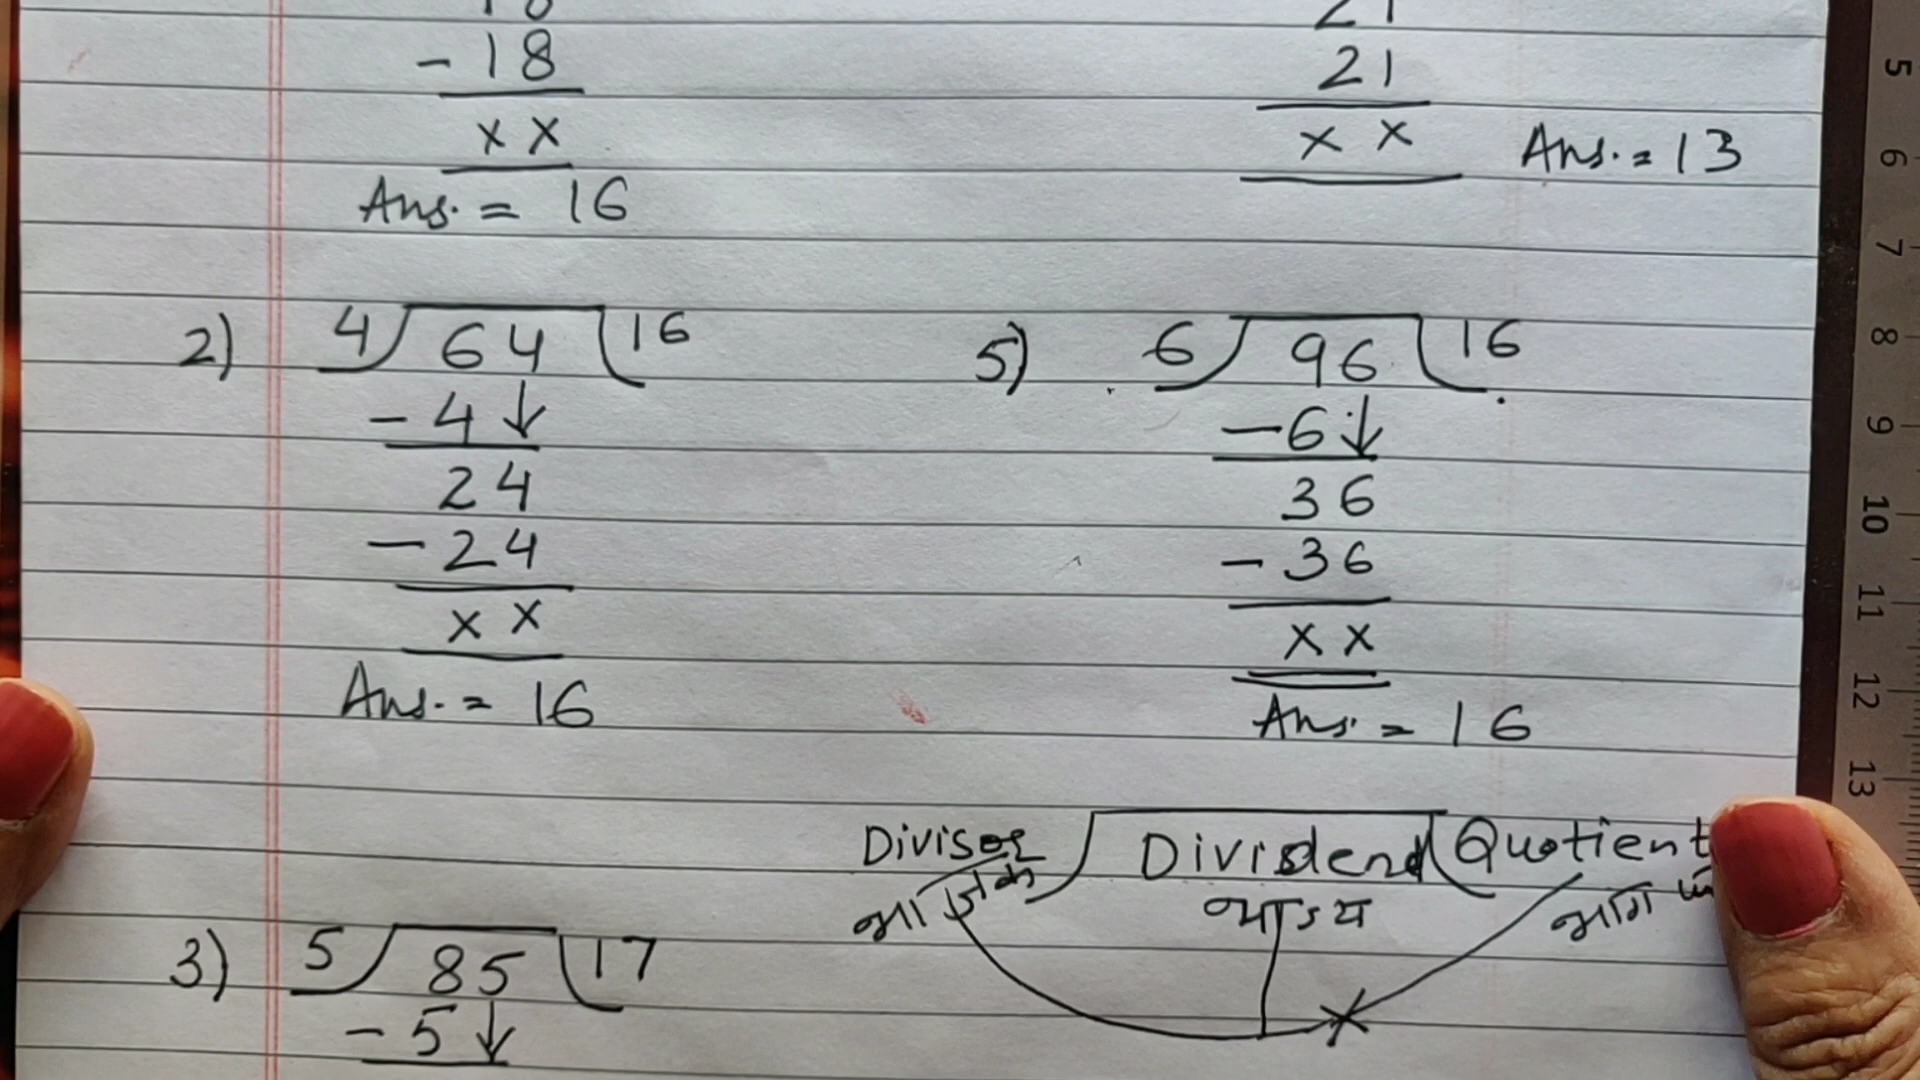 - 18
x x
Ans. = 16
2) 4 64 16
- 4 ↓
24
- 24
x x
Ans. = 16
3) 5 85 17
- 5 ↓
21
x x Ans. = 13
5) 6 96 16
- 6 ↓
36
- 36
x x
Ans. = 16
Divisor Dividend Quotient
भाजक भाज्य
5
6
7
8
9
10
11
12
13